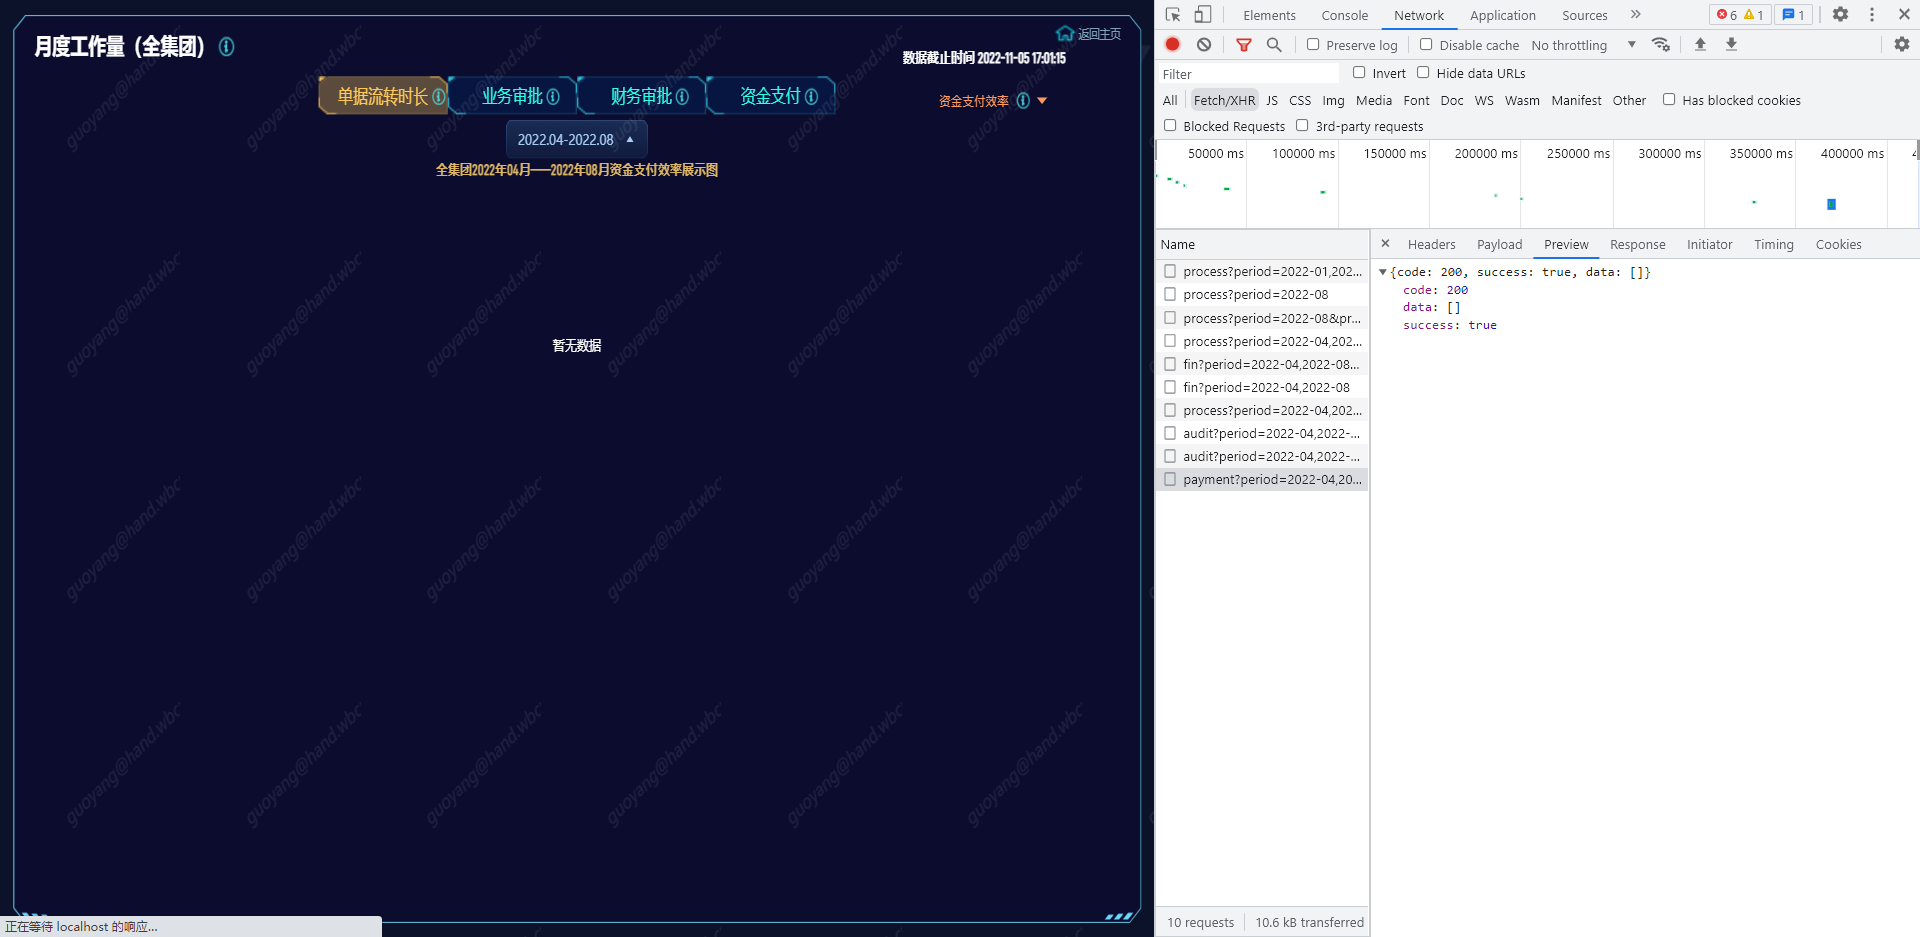 月度工作量（全集团）
返回主页
数据截止时间 2022-11-05 17:01:15
单据流转时长
业务审批
财务审批
资金支付
资金支付效率
2022.04-2022.08
全集团2022年04月——2022年08月资金支付效率展示图
暂无数据
guoyang@hand.wbc
正在等待 localhost 的响应...
Elements Console Network Application Sources » 6 1 1
Preserve log Disable cache No throttling
Filter Invert Hide data URLs
All Fetch/XHR JS CSS Img Media Font Doc WS Wasm Manifest Other Has blocked cookies
Blocked Requests 3rd-party requests
50000 ms 100000 ms 150000 ms 200000 ms 250000 ms 300000 ms 350000 ms 400000 ms
Name
process?period=2022-01,202...
process?period=2022-08
process?period=2022-08&pr...
process?period=2022-04,202...
fin?period=2022-04,2022-08...
fin?period=2022-04,2022-08
process?period=2022-04,202...
audit?period=2022-04,2022-...
audit?period=2022-04,2022-...
payment?period=2022-04,20...
10 requests 10.6 kB transferred
× Headers Payload Preview Response Initiator Timing Cookies
{code: 200, success: true, data: []}
code: 200
data: []
success: true